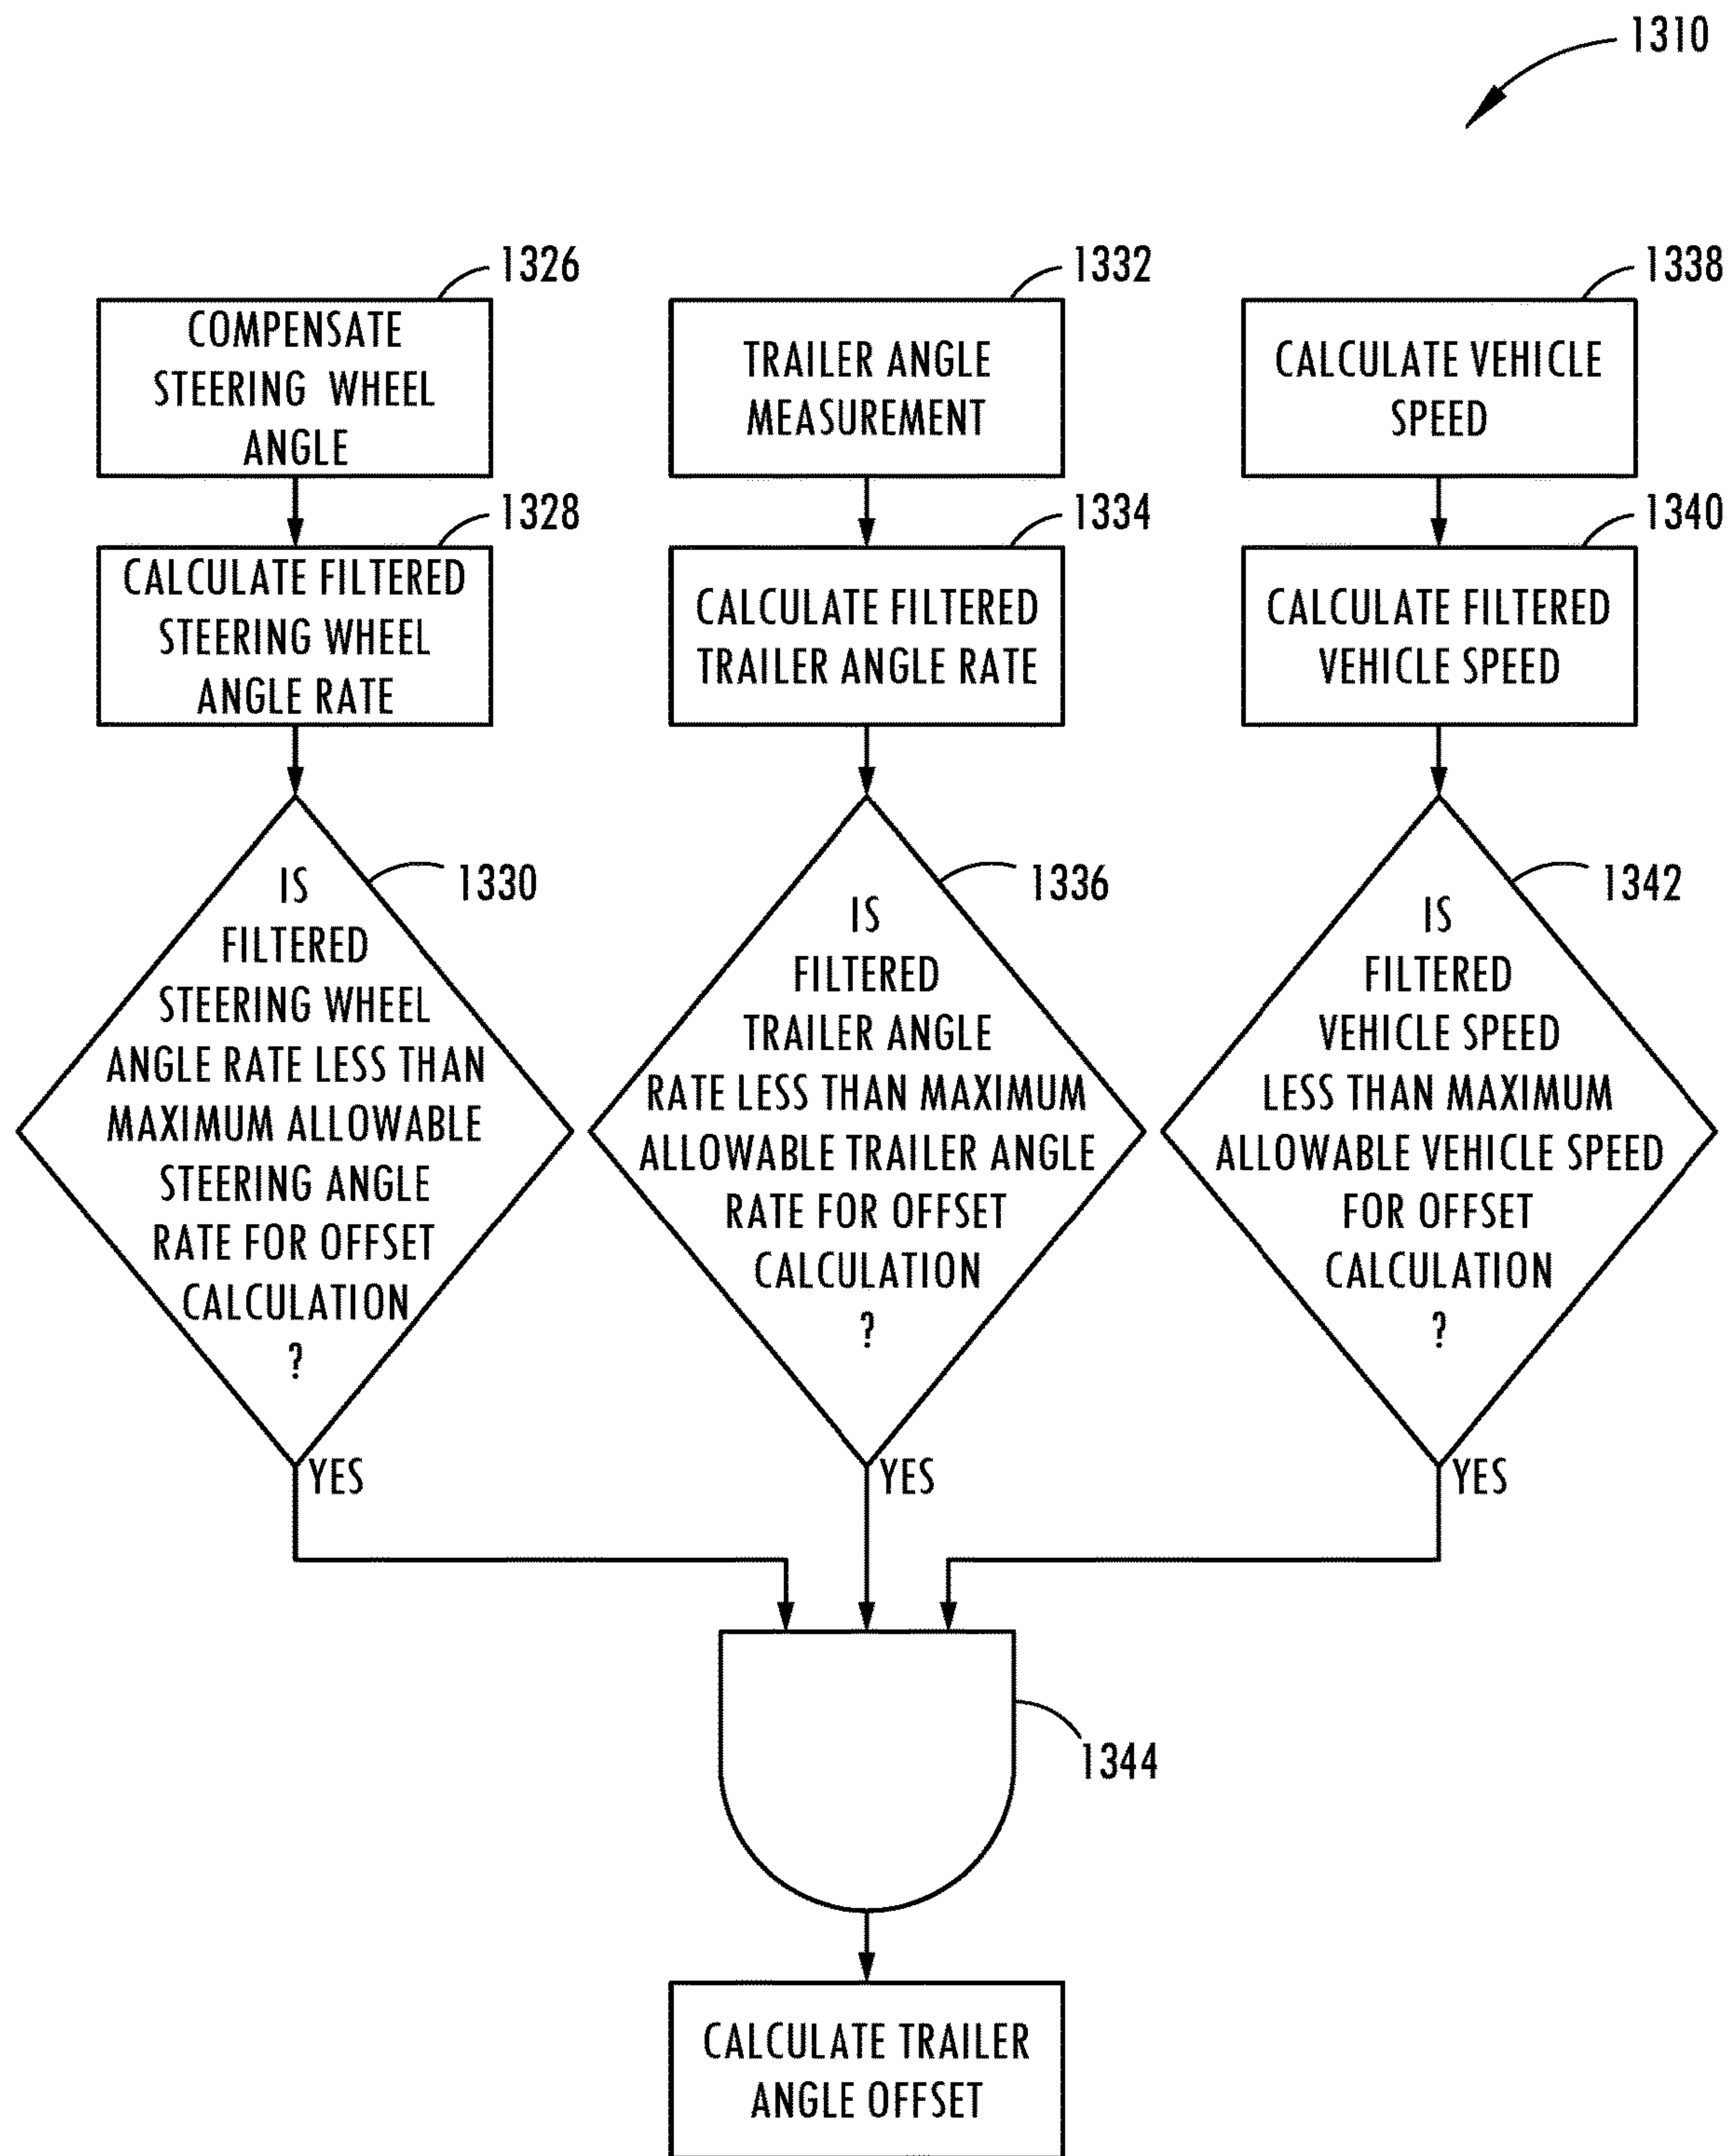 1310
1326
COMPENSATE
STEERING WHEEL
ANGLE
1332
TRAILER ANGLE
MEASUREMENT
1338
CALCULATE VEHICLE
SPEED
1328
CALCULATE FILTERED
STEERING WHEEL
ANGLE RATE
1334
CALCULATE FILTERED
TRAILER ANGLE RATE
1340
CALCULATE FILTERED
VEHICLE SPEED
1330
IS
FILTERED
STEERING WHEEL
ANGLE RATE LESS THAN
MAXIMUM ALLOWABLE
STEERING ANGLE
RATE FOR OFFSET
CALCULATION
?
YES
1336
IS
FILTERED
TRAILER ANGLE
RATE LESS THAN MAXIMUM
ALLOWABLE TRAILER ANGLE
RATE FOR OFFSET
CALCULATION
?
YES
1342
IS
FILTERED
VEHICLE SPEED
LESS THAN MAXIMUM
ALLOWABLE VEHICLE SPEED
FOR OFFSET
CALCULATION
?
YES
1344
CALCULATE TRAILER
ANGLE OFFSET